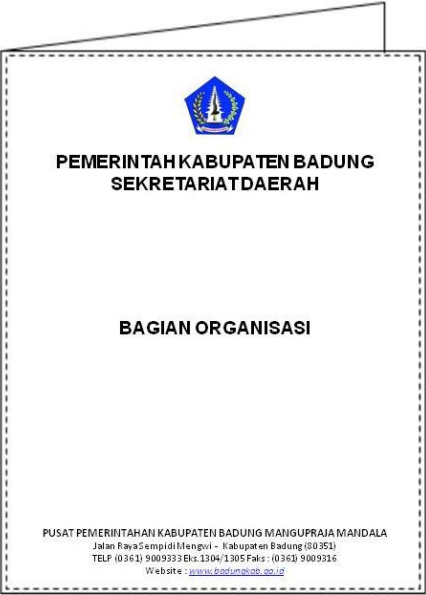 PEMERINTAH KABUPATEN BADUNG
SEKRETARIAT DAERAH
BAGIAN ORGANISASI
PUSAT PEMERINTAHAN KABUPATEN BADUNG MANGUPRAJA MANDALA
Jalan Raya Sempidi Mengwi – Kabupaten Badung (80351)
TELP (0361) 9009333 Eks.1304/1305 Faks : (0361) 9009316
Website : www.badungkab.go.id